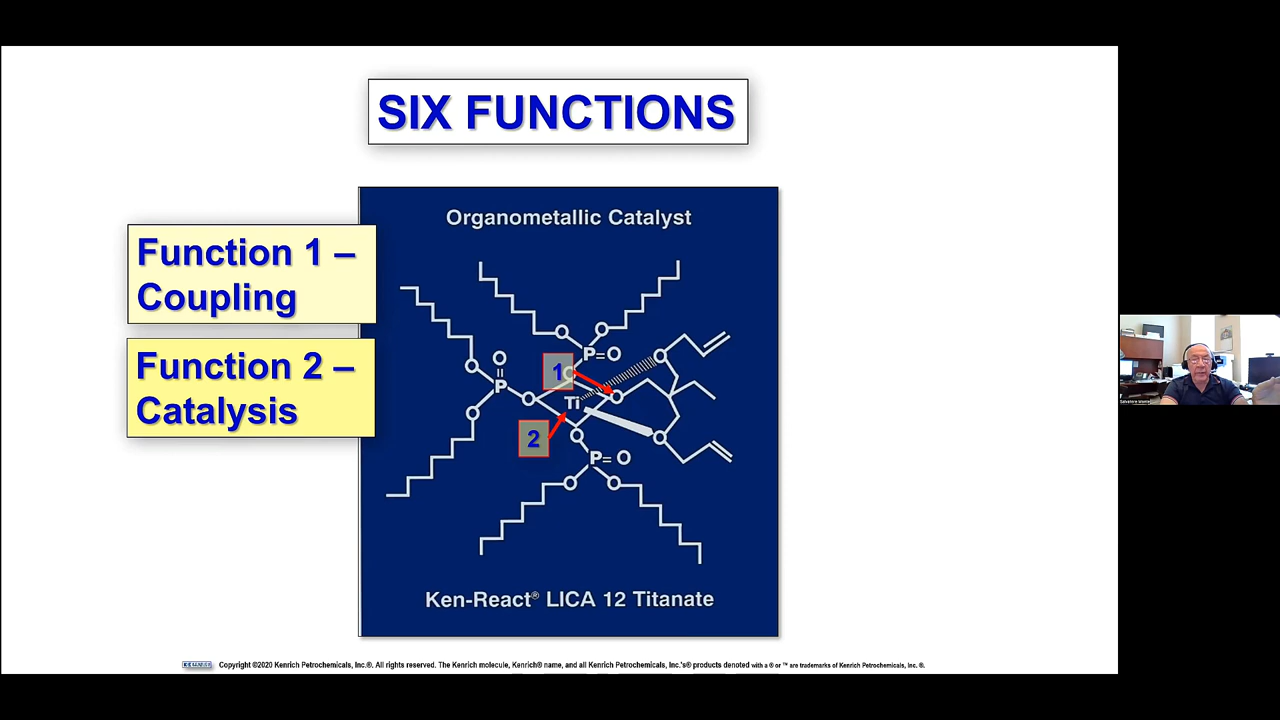 SIX FUNCTIONS
Function 1 –
Coupling
Function 2 –
Catalysis
Organometallic Catalyst
O
O
P=O
O
O
O
P
1
O
O
O
Ti
O
2
O
O
P= O
O
O
O
Ken-React® LICA 12 Titanate
Copyright ©2020 Kenrich Petrochemicals, Inc.®. All rights reserved. The Kenrich molecule, Kenrich® name, and all Kenrich Petrochemicals, Inc.'s® products denoted with a ® or ™ are trademarks of Kenrich Petrochemicals, Inc. ®.